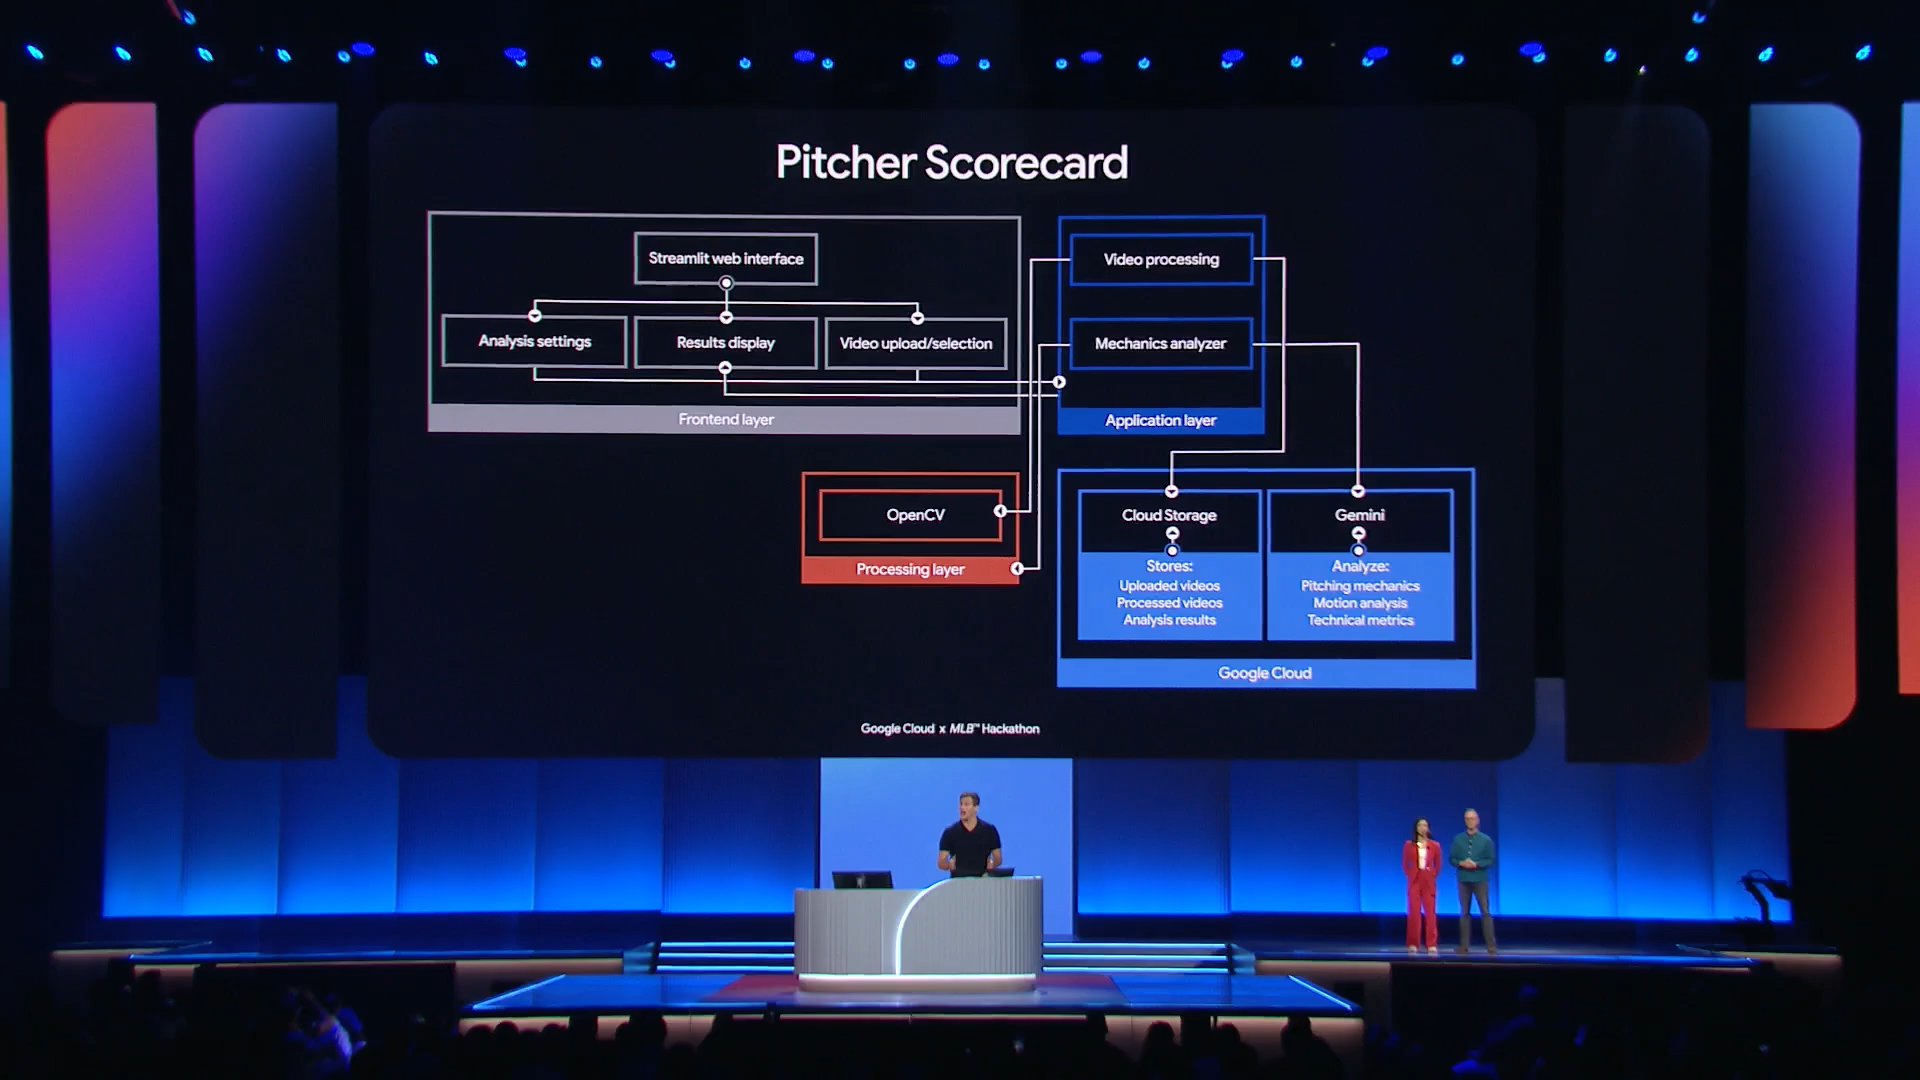 Pitcher Scorecard
Streamlit web interface
Analysis settings
Results display
Video upload/selection
Frontend layer
Video processing
Mechanics analyzer
Application layer
OpenCV
Processing layer
Cloud Storage
Stores:
Uploaded videos
Processed videos
Analysis results
Gemini
Analyze:
Pitching mechanics
Motion analysis
Technical metrics
Google Cloud
Google Cloud x MLB™ Hackathon